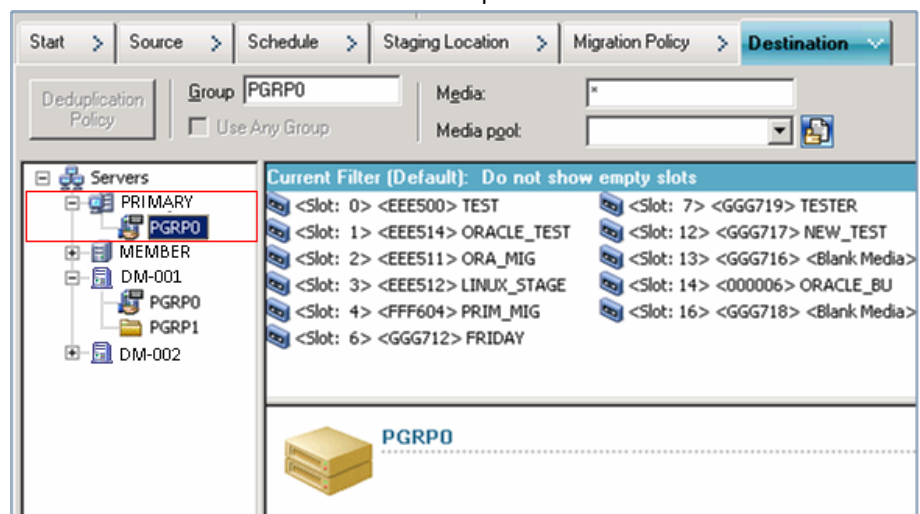 Start > Source > Schedule > Staging Location > Migration Policy > Destination
Deduplication Policy
Group PGRP0
Use Any Group
Media: *
Media pool:
Servers
PRIMARY
PGRP0
MEMBER
DM-001
PGRP0
PGRP1
DM-002
Current Filter (Default): Do not show empty slots
<Slot: 0> <EEE500> TEST
<Slot: 1> <EEE514> ORACLE_TEST
<Slot: 2> <EEE511> ORA_MIG
<Slot: 3> <EEE512> LINUX_STAGE
<Slot: 4> <FFF604> PRIM_MIG
<Slot: 6> <GGG712> FRIDAY
<Slot: 7> <GGG719> TESTER
<Slot: 12> <GGG717> NEW_TEST
<Slot: 13> <GGG716> <Blank Media>
<Slot: 14> <000006> ORACLE_BU
<Slot: 16> <GGG718> <Blank Media>
PGRP0